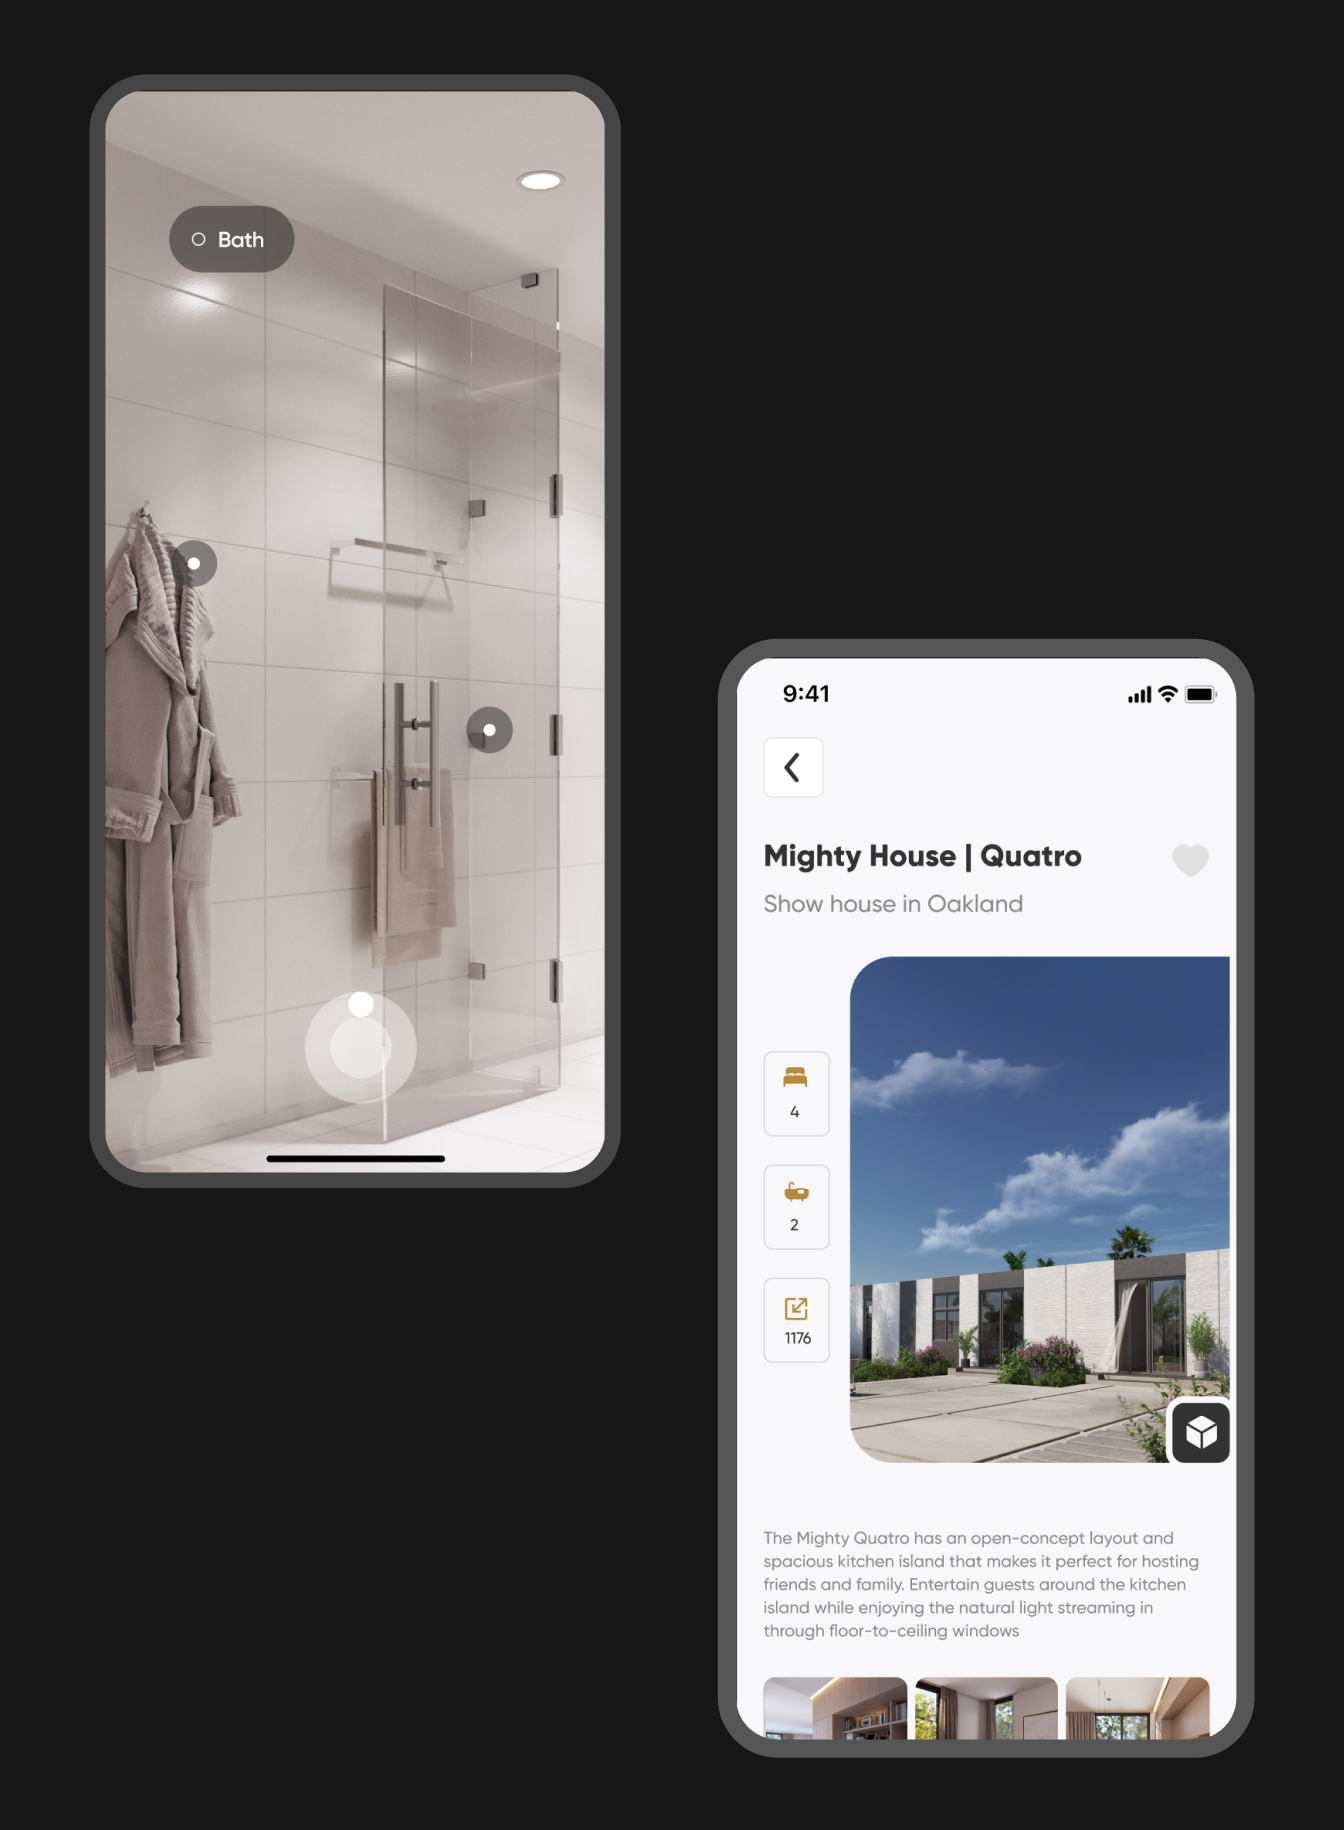 Bath
9:41
Mighty House | Quatro
Show house in Oakland
4
2
1176
The Mighty Quatro has an open-concept layout and
spacious kitchen island that makes it perfect for hosting
friends and family. Entertain guests around the kitchen
island while enjoying the natural light streaming in
through floor-to-ceiling windows